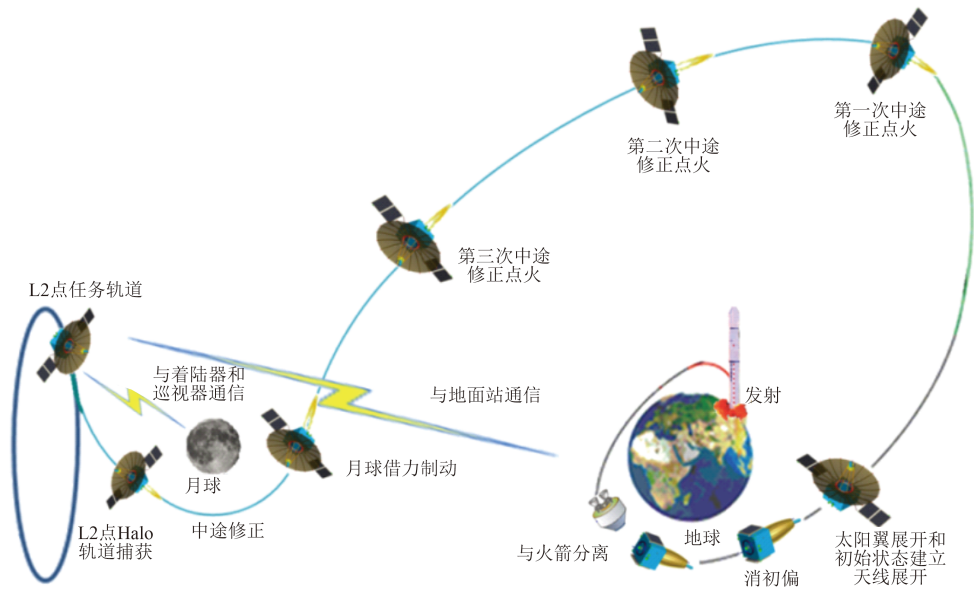 第一次中途
修正点火
第二次中途
修正点火
第三次中途
修正点火
L2点任务轨道
与着陆器和
巡视器通信
与地面站通信
发射
月球
月球借力制动
L2点Halo
轨道捕获
中途修正
与火箭分离
地球
消初偏
太阳翼展开和
初始状态建立
天线展开